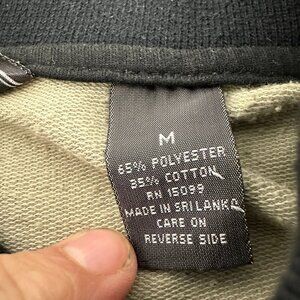 M
65% POLYESTER
35% COTTON
RN 15099
MADE IN SRI LANKA
CARE ON
REVERSE SIDE